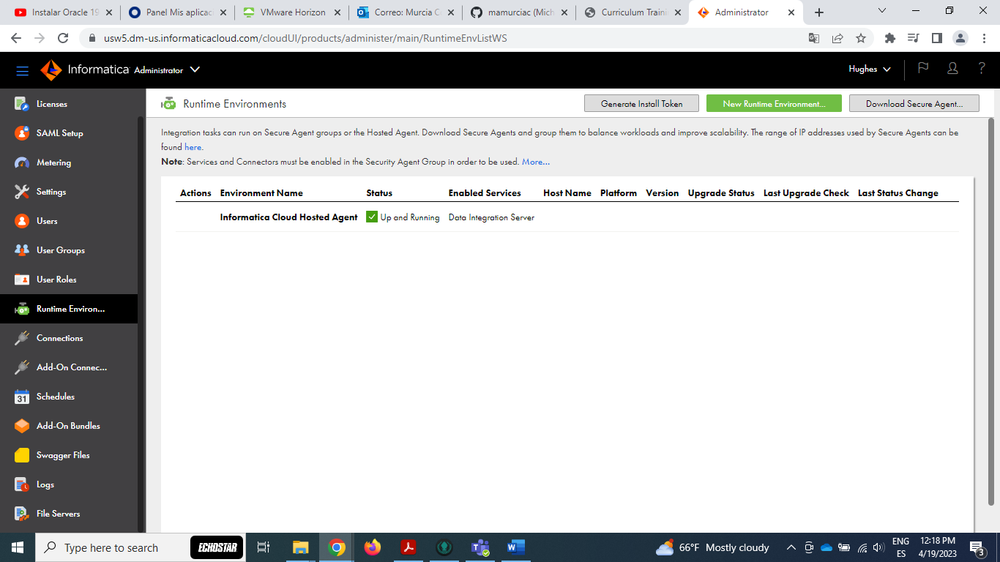 Instalar Oracle 19
Panel Mis aplicac
VMware Horizon
Correo: Murcia C
mamurciac (Mich
Curriculum Traini
Administrator
usw5.dm-us.informaticacloud.com/cloudUI/products/administer/main/RuntimeEnvListWS
Informatica Administrator
Hughes
?
Licenses
SAML Setup
Metering
Settings
Users
User Groups
User Roles
Runtime Environ...
Connections
Add-On Connec...
31
Schedules
Add-On Bundles
Swagger Files
Logs
File Servers
Runtime Environments
Generate Install Token
New Runtime Environment...
Download Secure Agent...
Integration tasks can run on Secure Agent groups or the Hosted Agent. Download Secure Agents and group them to balance workloads and improve scalability. The range of IP addresses used by Secure Agents can be
found here.
Note: Services and Connectors must be enabled in the Security Agent Group in order to be used. More...
Actions Environment Name Status Enabled Services Host Name Platform Version Upgrade Status Last Upgrade Check Last Status Change
Informatica Cloud Hosted Agent Up and Running Data Integration Server
Type here to search
ECHOSTAR
66°F Mostly cloudy
ENG
ES
12:18 PM
4/19/2023
3